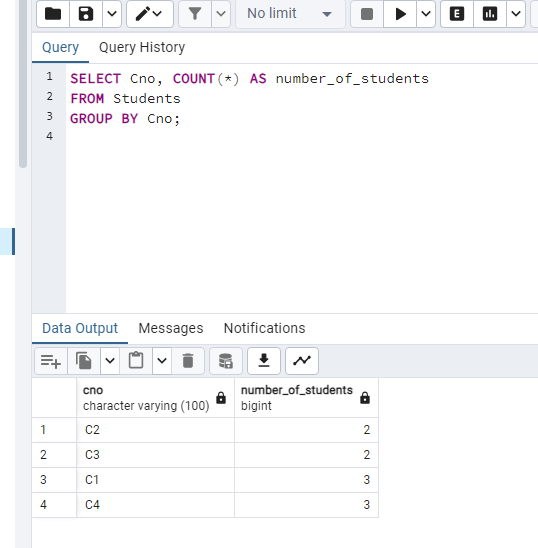 No limit
E
Query Query History
1 SELECT Cno, COUNT(*) AS number_of_students
2 FROM Students
3 GROUP BY Cno;
4
Data Output Messages Notifications
cno number_of_students
character varying (100) bigint
1 C2 2
2 C3 2
3 C1 3
4 C4 3